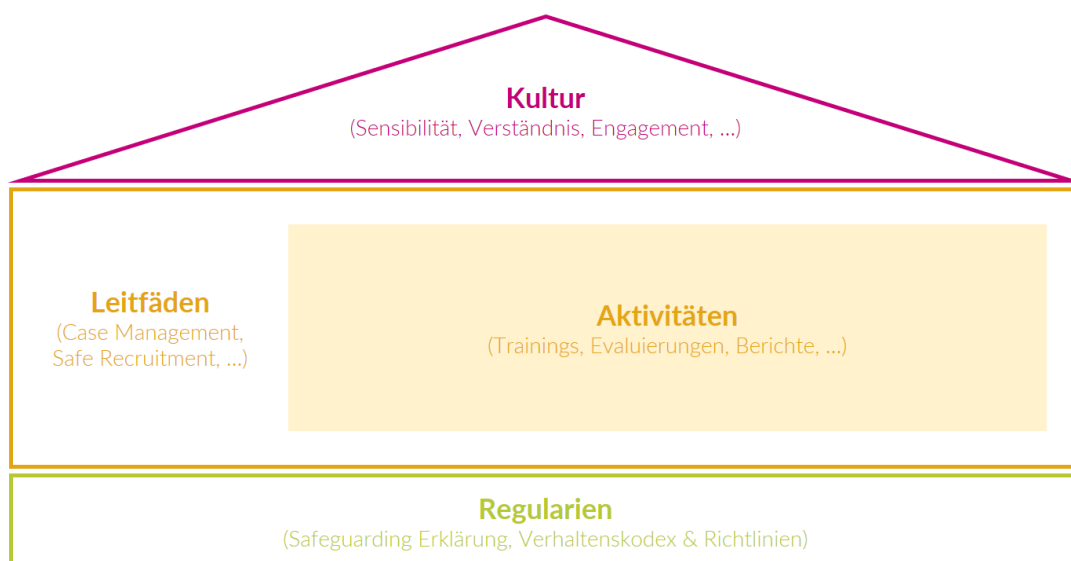 Kultur
(Sensibilität, Verständnis, Engagement, ...)
Leitfäden
(Case Management,
Safe Recruitment, ...)
Aktivitäten
(Trainings, Evaluierungen, Berichte, ...)
Regularien
(Safeguarding Erklärung, Verhaltenskodex & Richtlinien)